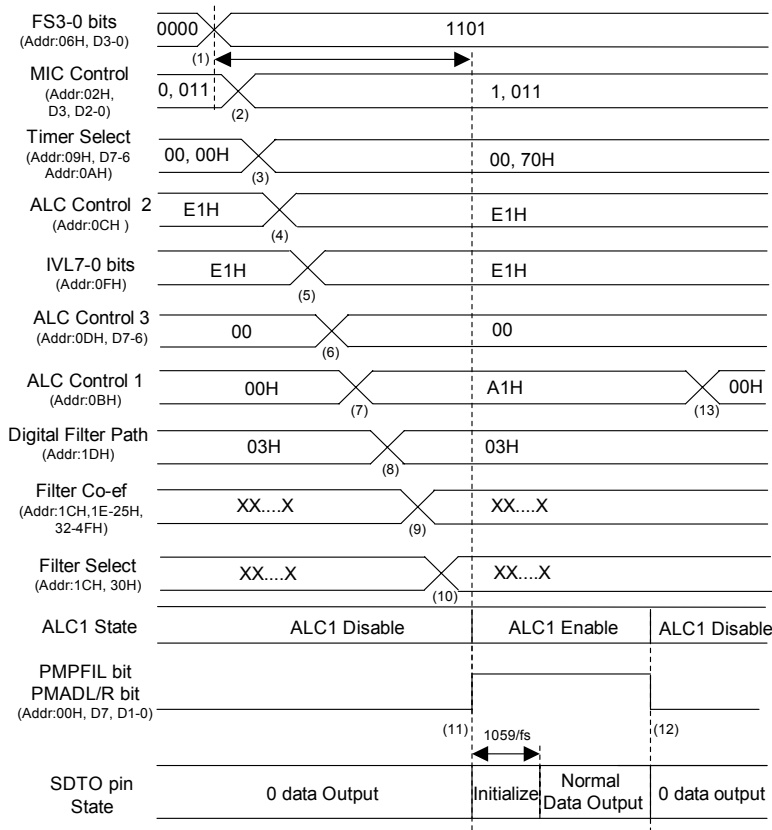 FS3-0 bits
(Addr:06H, D3-0)
0000
1101
(1)
MIC Control
(Addr:02H,
D3, D2-0)
0, 011
1, 011
(2)
Timer Select
(Addr:09H, D7-6
Addr:0AH)
00, 00H
00, 70H
(3)
ALC Control 2
(Addr:0CH )
E1H
E1H
(4)
IVL7-0 bits
(Addr:0FH)
E1H
E1H
(5)
ALC Control 3
(Addr:0DH, D7-6)
00
00
(6)
ALC Control 1
(Addr:0BH)
00H
A1H
00H
(7)
(13)
Digital Filter Path
(Addr:1DH)
03H
03H
(8)
Filter Co-ef
(Addr:1CH,1E-25H,
32-4FH)
XX....X
XX....X
(9)
Filter Select
(Addr:1CH, 30H)
XX....X
XX....X
(10)
ALC1 State
ALC1 Disable
ALC1 Enable
ALC1 Disable
PMPFIL bit
PMADL/R bit
(Addr:00H, D7, D1-0)
(11)
(12)
1059/fs
SDTO pin
State
0 data Output
Initialize
Normal
Data Output
0 data output